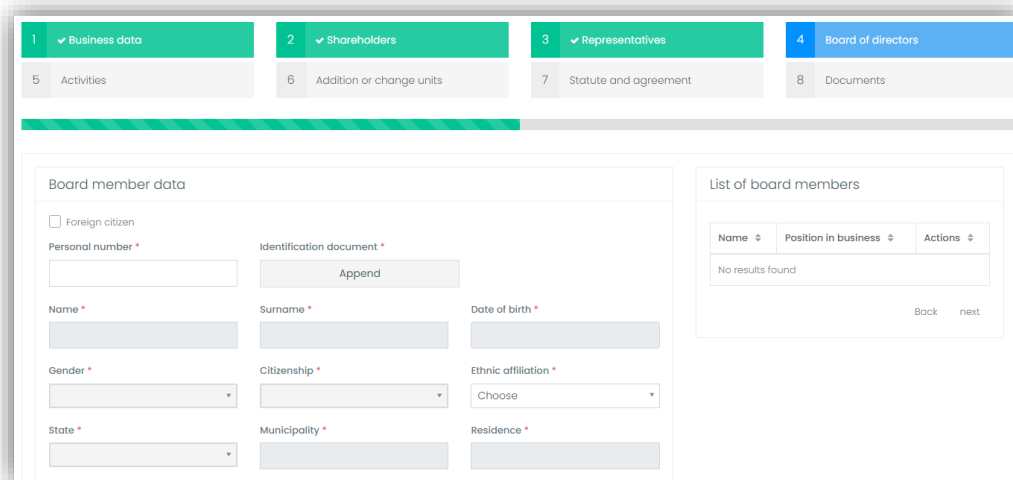 1 ✔ Business data
2 ✔ Shareholders
3 ✔ Representatives
4 Board of directors
5 Activities
6 Addition or change units
7 Statute and agreement
8 Documents
Board member data
Foreign citizen
Personal number *
Identification document *
Append
Name *
Surname *
Date of birth *
Gender *
Citizenship *
Ethnic affiliation *
Choose
State *
Municipality *
Residence *
List of board members
Name Position in business Actions
No results found
Back next